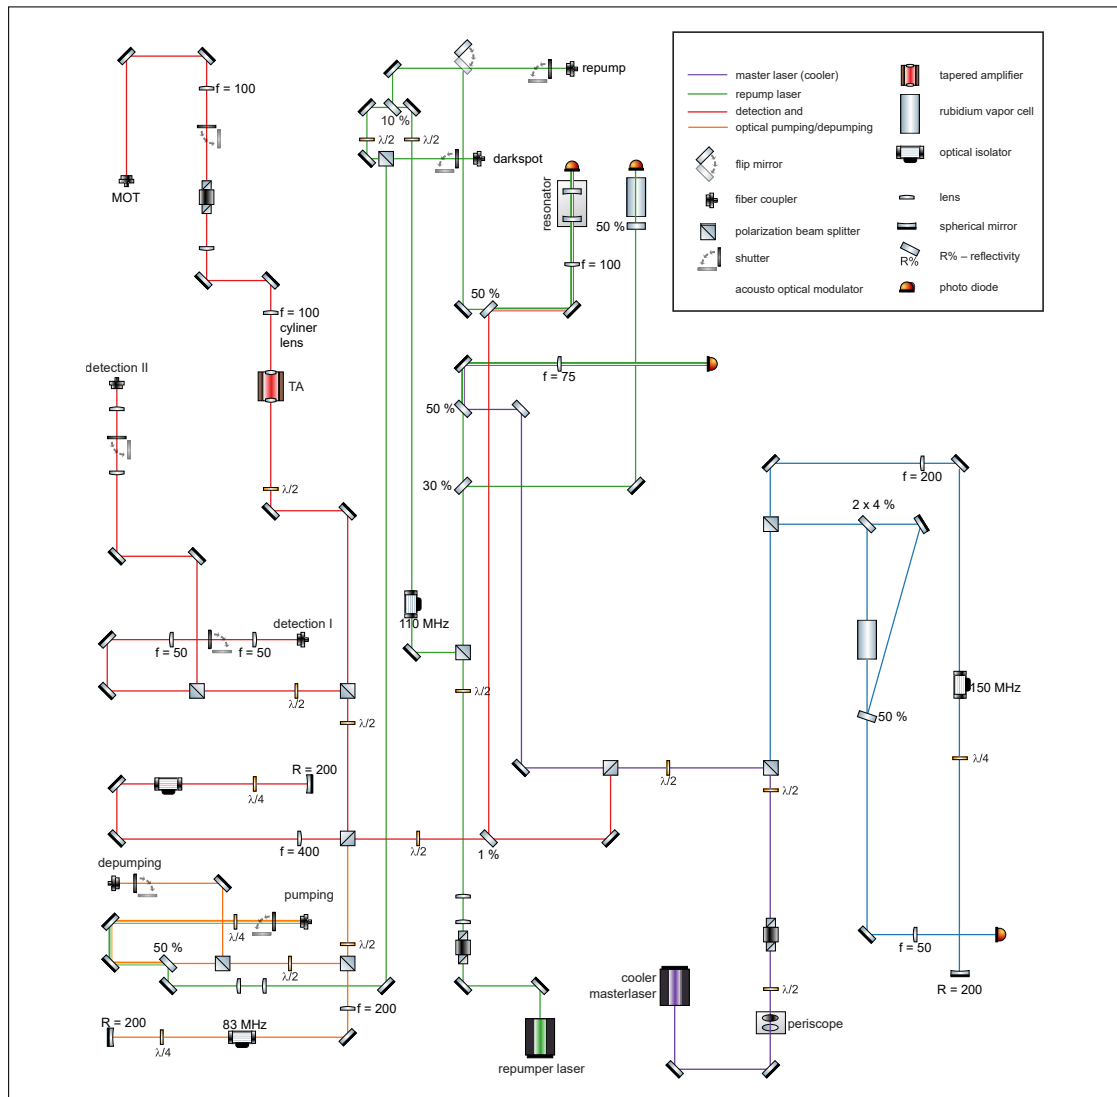 master laser (cooler)
repump laser
detection and
optical pumping/depumping
flip mirror
fiber coupler
polarization beam splitter
shutter
acousto optical modulator
tapered amplifier
rubidium vapor cell
optical isolator
lens
spherical mirror
R%
R% – reflectivity
photo diode
f = 100
MOT
repump
10 %
λ/2
λ/2
darkspot
resonator
50 %
f = 100
50 %
f = 100
cyliner
lens
TA
detection II
f = 75
50 %
30 %
λ/2
f = 200
2 x 4 %
110 MHz
detection I
f = 50
f = 50
λ/2
λ/2
λ/2
150 MHz
50 %
λ/4
R = 200
λ/4
λ/2
λ/2
f = 400
λ/2
1 %
depumping
pumping
λ/4
50 %
λ/2
λ/2
f = 50
R = 200
f = 200
R = 200
83 MHz
λ/4
cooler
masterlaser
λ/2
periscope
repumper laser